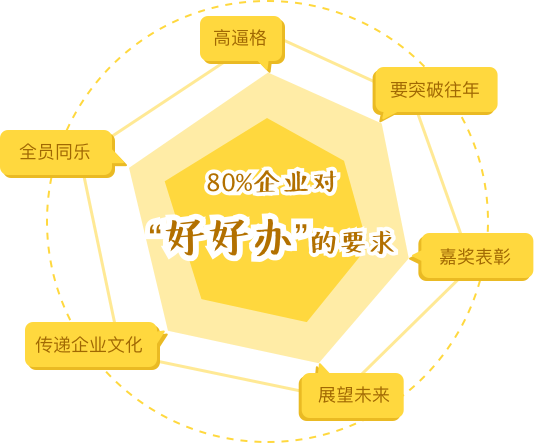 高逼格
要突破往年
全员同乐
80%企业对
“好好办”的要求
嘉奖表彰
传递企业文化
展望未来